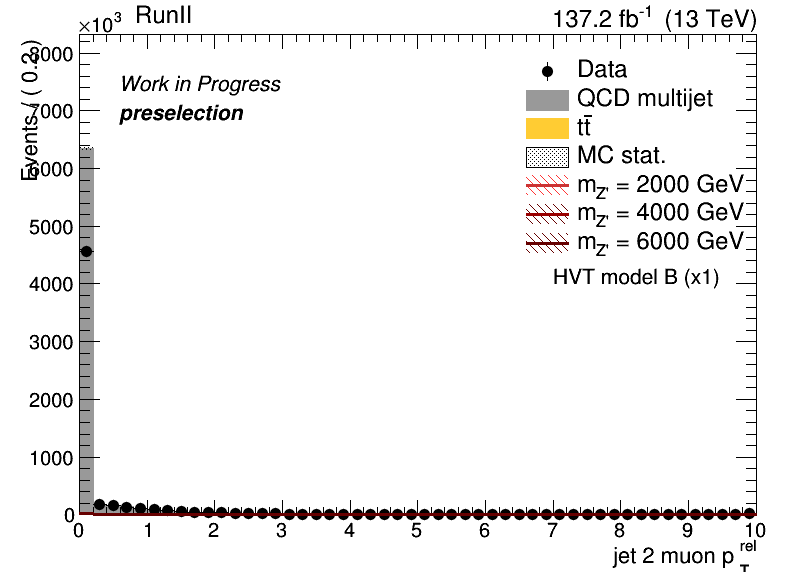 ×10³ RunII 137.2 fb⁻¹ (13 TeV)
Events / ( 0.2 )
8000
7000
6000
5000
4000
3000
2000
1000
0
Work in Progress
preselection
Data
QCD multijet
tt̄
MC stat.
m_Z' = 2000 GeV
m_Z' = 4000 GeV
m_Z' = 6000 GeV
HVT model B (x1)
0 1 2 3 4 5 6 7 8 9 10
jet 2 muon p_T^rel